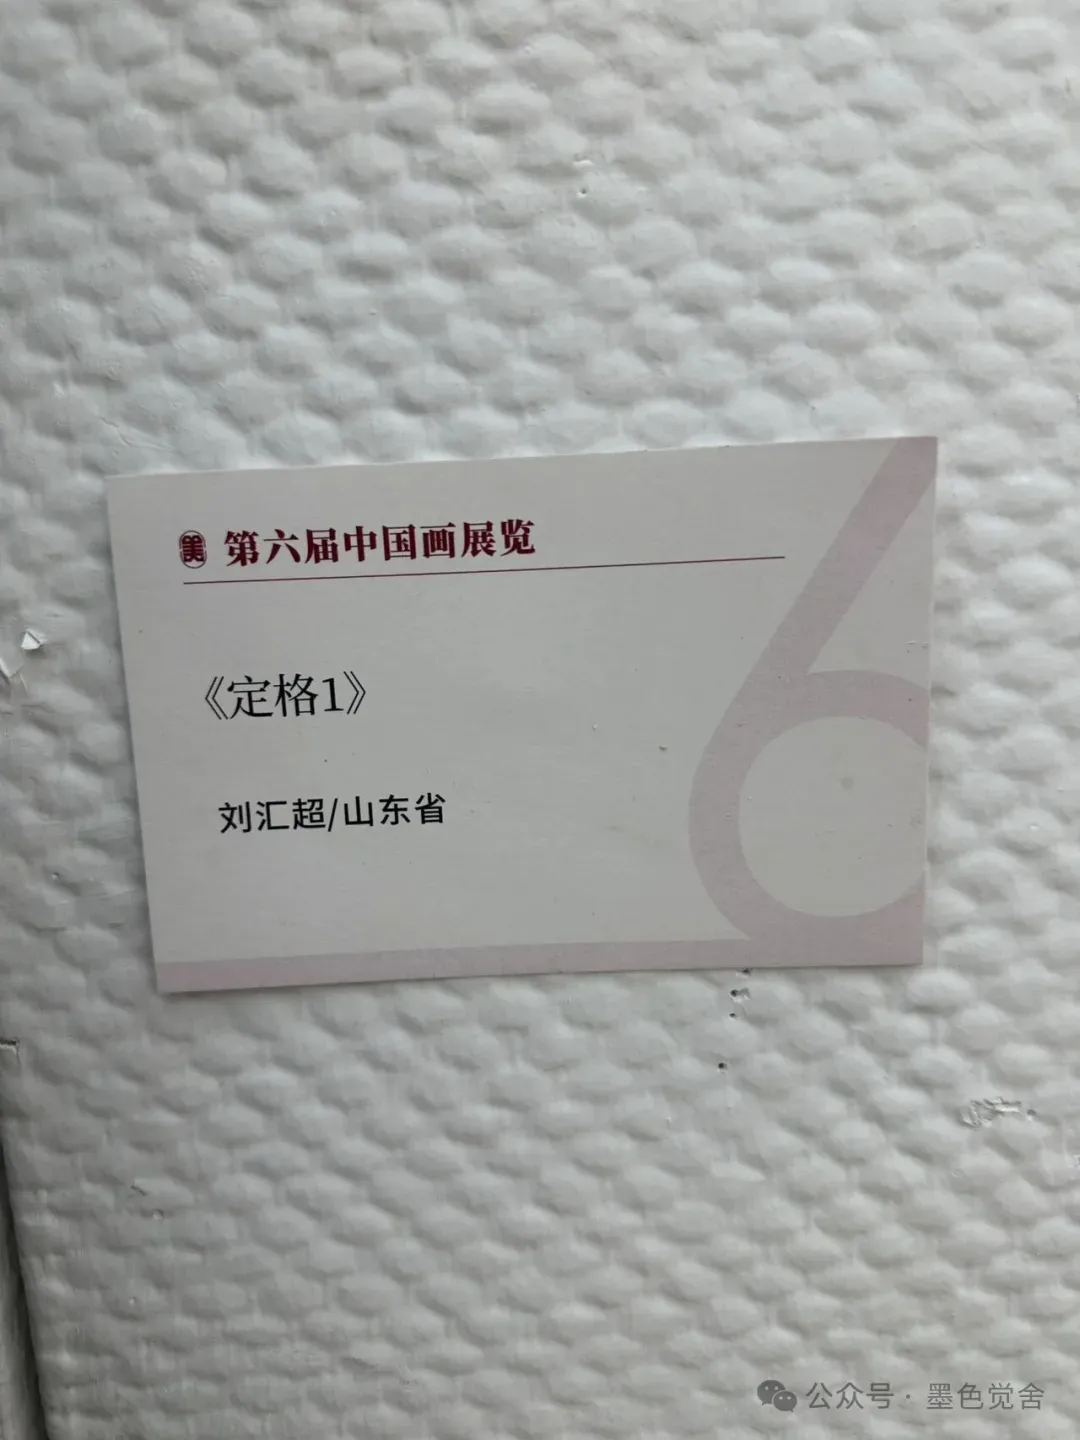 美 第六届中国画展览
《定格1》
刘汇超/山东省
6
公众号 · 墨色觉舍